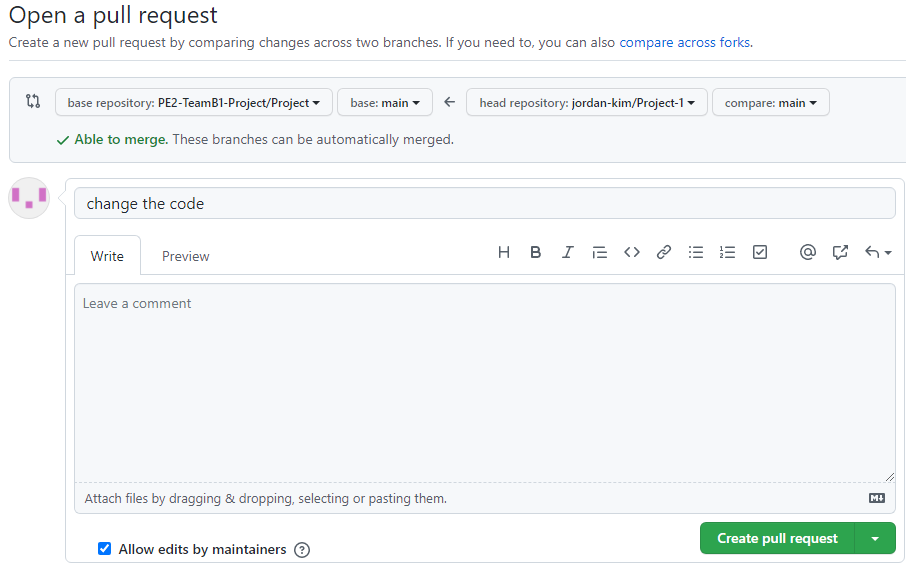 Open a pull request
Create a new pull request by comparing changes across two branches. If you need to, you can also compare across forks.
base repository: PE2-TeamB1-Project/Project base: main head repository: jordan-kim/Project-1 compare: main
Able to merge. These branches can be automatically merged.
change the code
Write Preview
Leave a comment
Attach files by dragging & dropping, selecting or pasting them.
Allow edits by maintainers
Create pull request